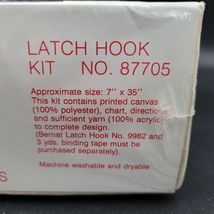 LATCH HOOK
KIT NO. 87705
Approximate size: 7'' x 35''
This kit contains printed canvas
(100% polyester), chart, directions
and sufficient yarn (100% acrylic)
to complete design.
(Bernat Latch Hook No. 9982 and
3 yds. binding tape must be
purchased separately).
Machine washable and dryable